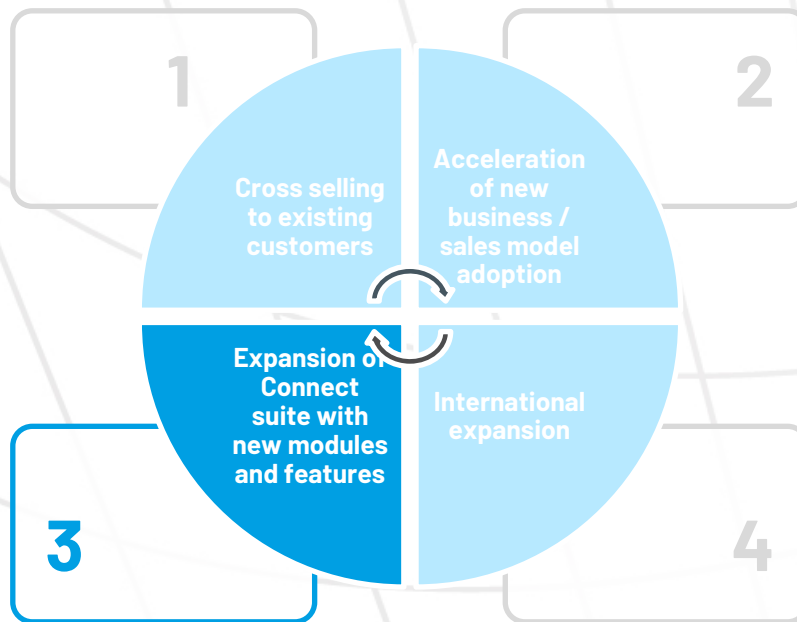 1
Cross selling
to existing
customers
2
Acceleration
of new
business /
sales model
adoption
Expansion of
Connect
suite with
new modules
and features
3
International
expansion
4